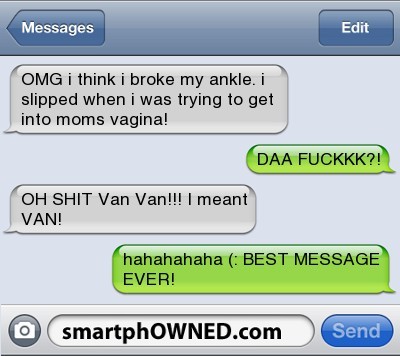 Messages
Edit
OMG i think i broke my ankle. i
slipped when i was trying to get
into moms vagina!
DAA FUCKKK?!
OH SHIT Van Van!!! I meant
VAN!
hahahahaha (: BEST MESSAGE
EVER!
smartphOWNED.com
Send